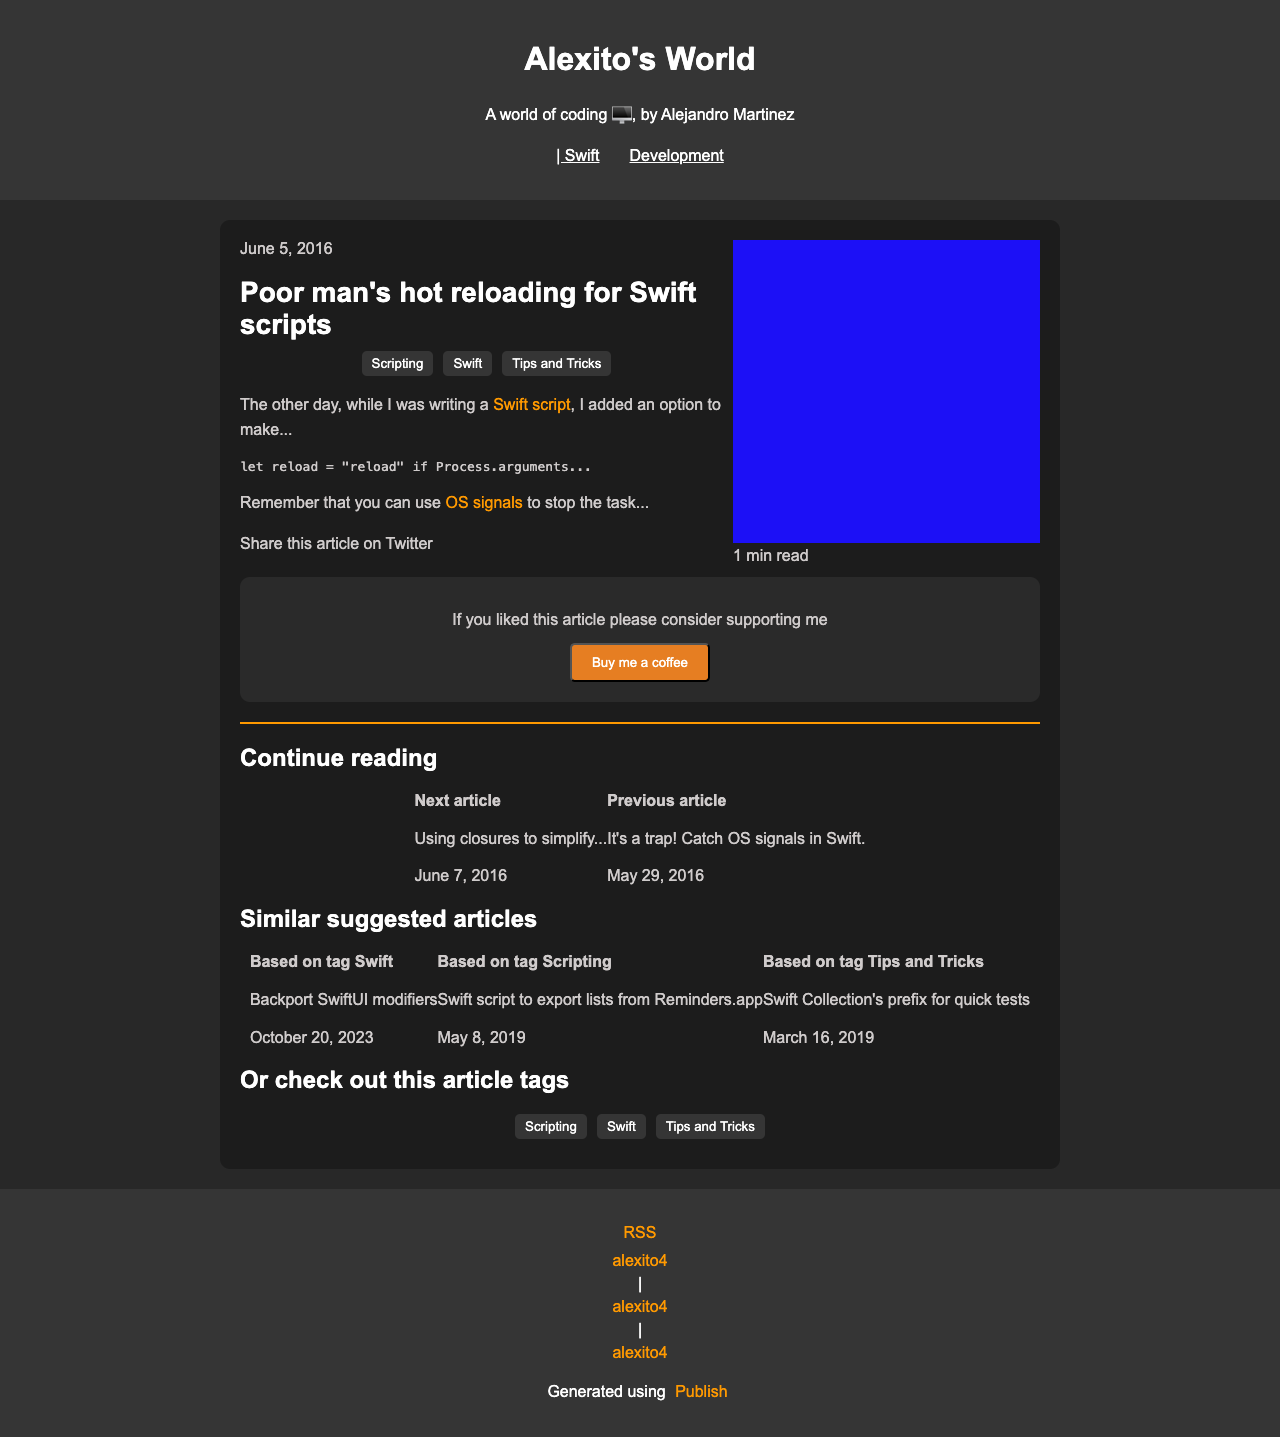 Alexito's World
A world of coding 🖥️, by Alejandro Martinez
| Swift Development
June 5, 2016
Poor man's hot reloading for Swift
scripts
Scripting Swift Tips and Tricks
The other day, while I was writing a Swift script, I added an option to
make...
let reload = "reload" if Process.arguments...
Remember that you can use OS signals to stop the task...
Share this article on Twitter
1 min read
If you liked this article please consider supporting me
Buy me a coffee
Continue reading
Next article
Using closures to simplify...
June 7, 2016
Previous article
It's a trap! Catch OS signals in Swift.
May 29, 2016
Similar suggested articles
Based on tag Swift
Backport SwiftUI modifiers
October 20, 2023
Based on tag Scripting
Swift script to export lists from Reminders.app
May 8, 2019
Based on tag Tips and Tricks
Swift Collection's prefix for quick tests
March 16, 2019
Or check out this article tags
Scripting Swift Tips and Tricks
RSS
alexito4
|
alexito4
|
alexito4
Generated using Publish